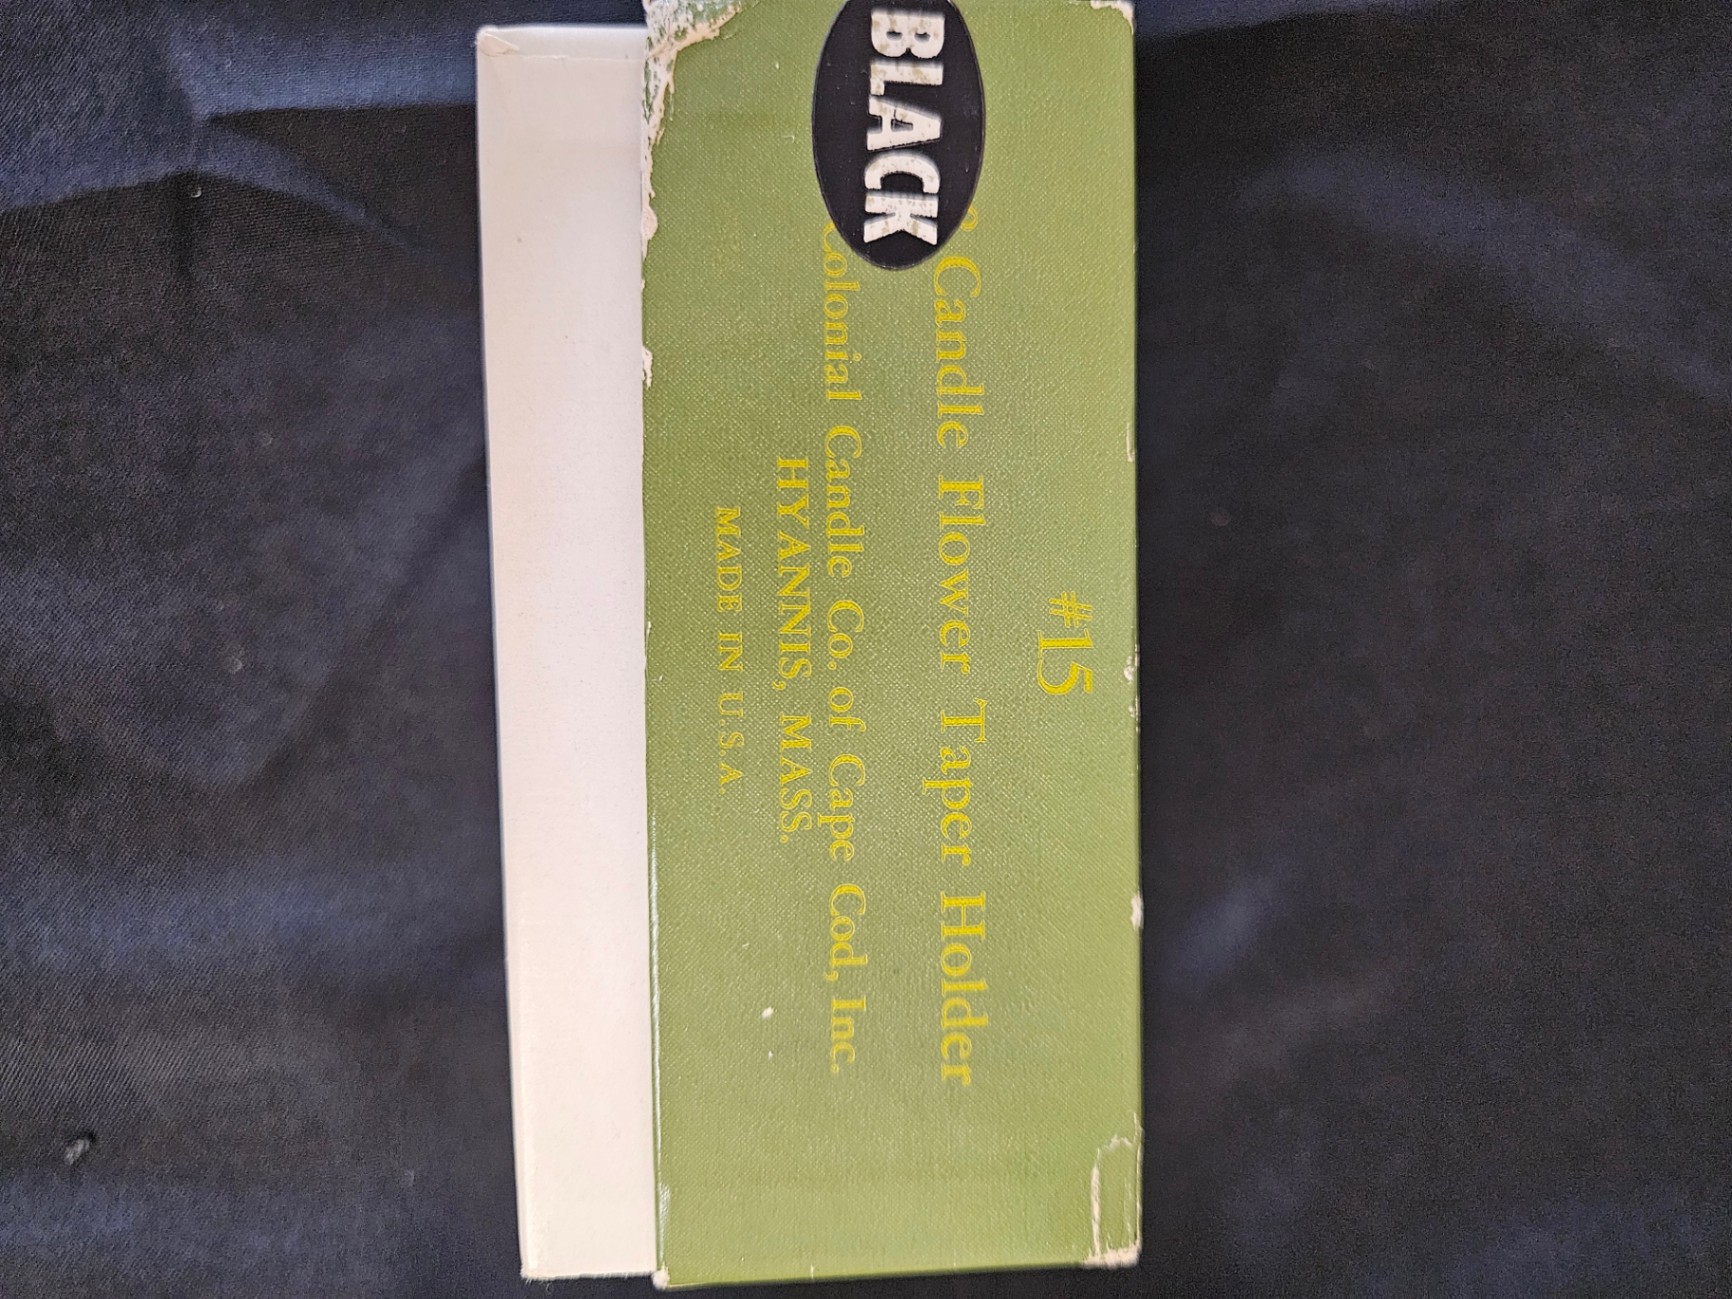 BLACK
#15
Candle Flower Taper Holder
Colonial Candle Co. of Cape Cod, Inc.
HYANNIS, MASS.
MADE IN U.S.A.